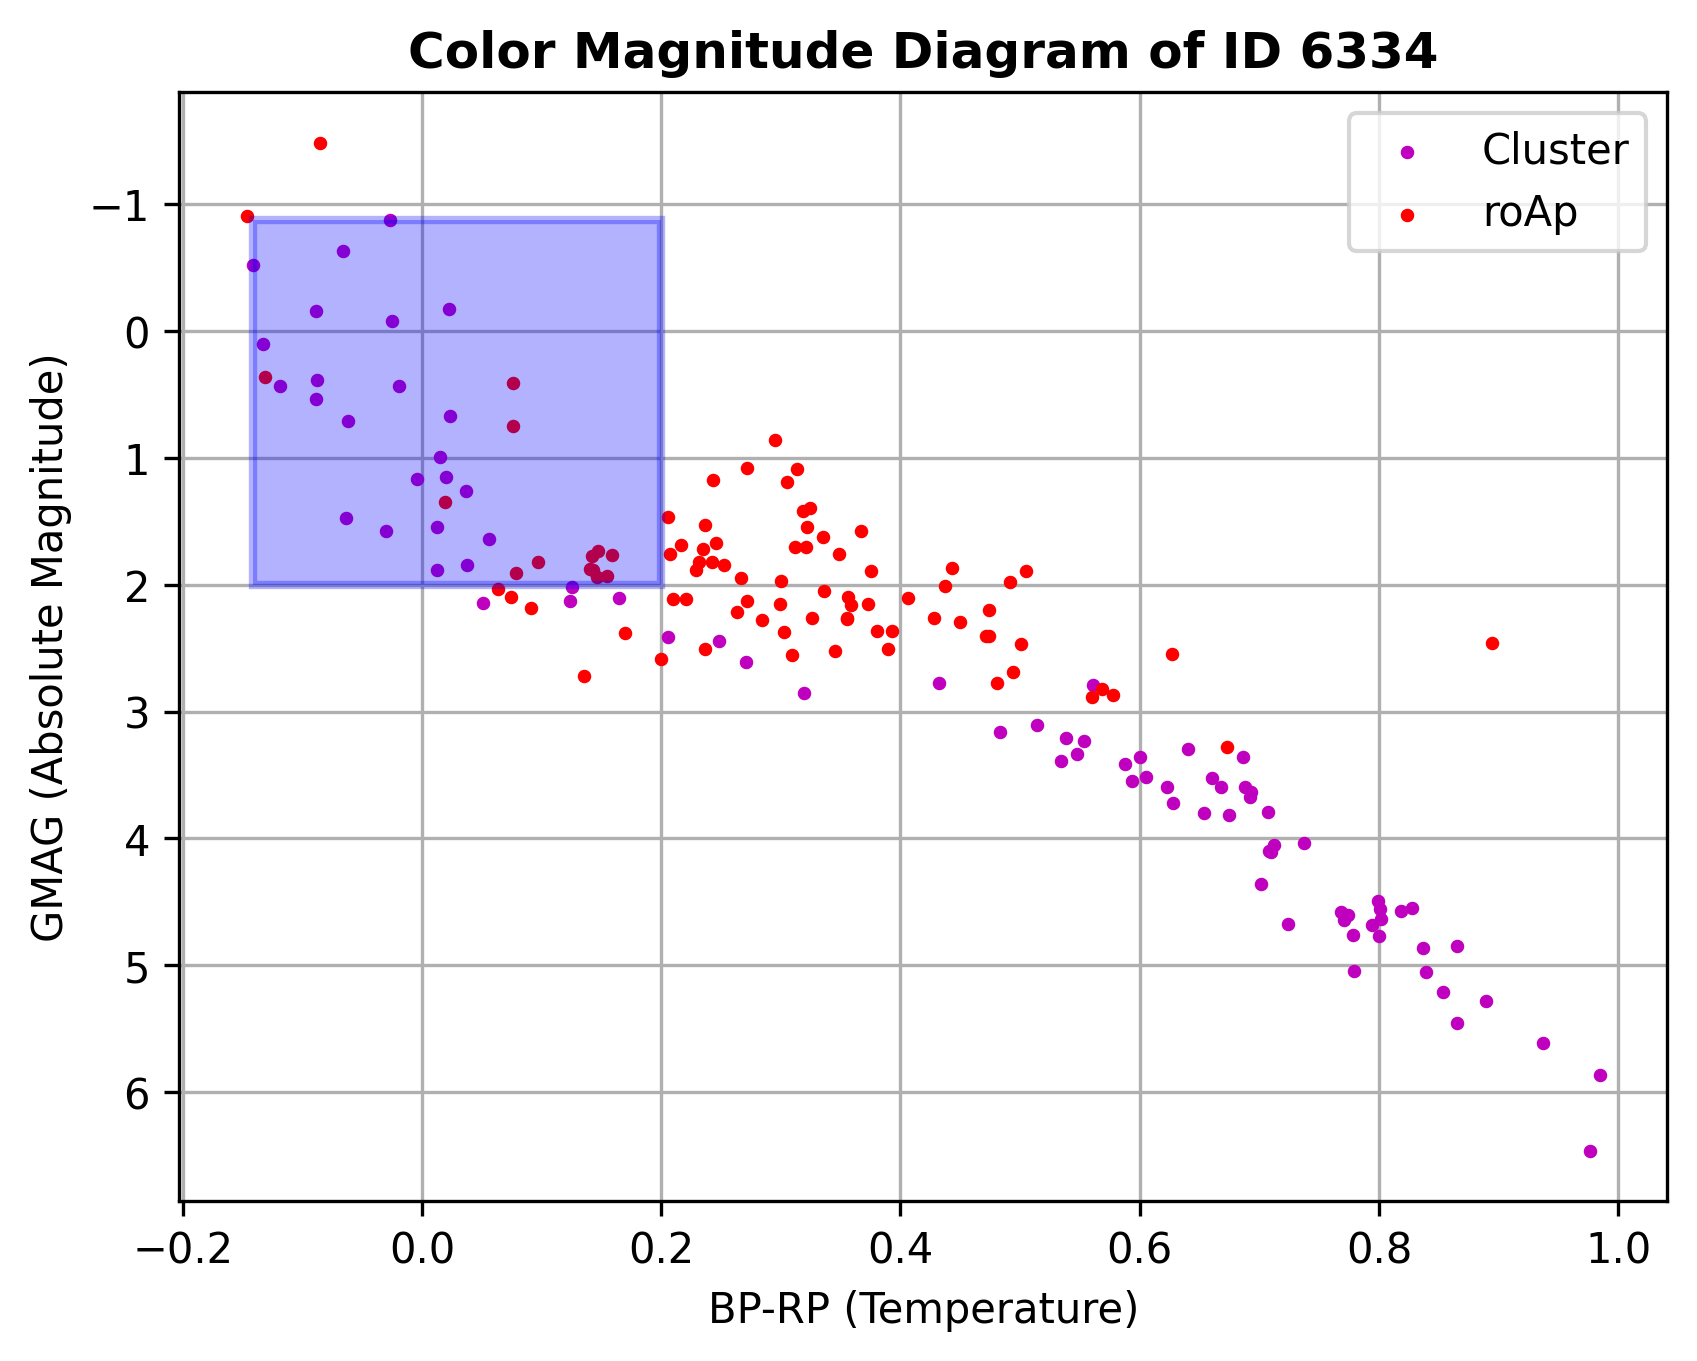 Color Magnitude Diagram of ID 6334
Cluster
roAp
GMAG (Absolute Magnitude)
−1
0
1
2
3
4
5
6
−0.2 0.0 0.2 0.4 0.6 0.8 1.0
BP-RP (Temperature)